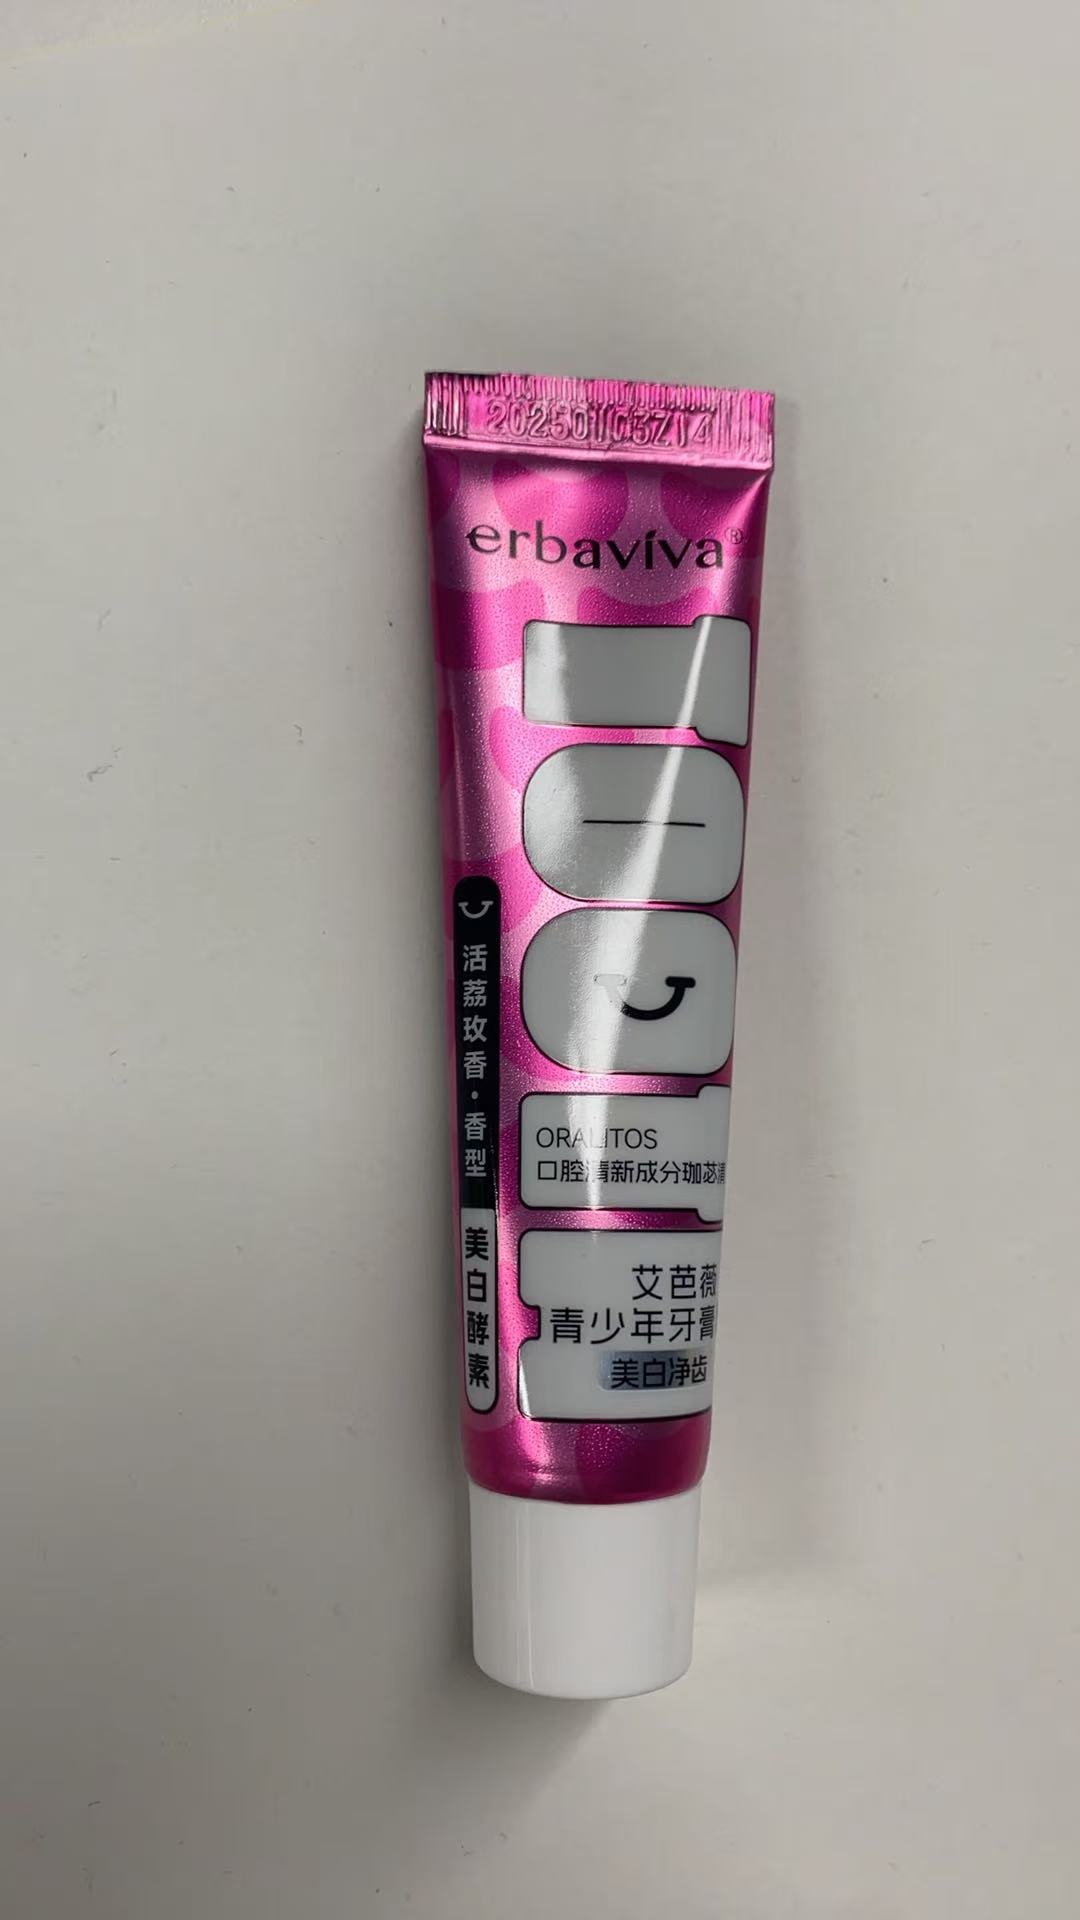 20250103Z14
erbaviva®
活荔玫香·香型
美白酵素
ORALITOS
口腔清新成分珈苾清
艾芭薇
青少年牙膏
美白净齿